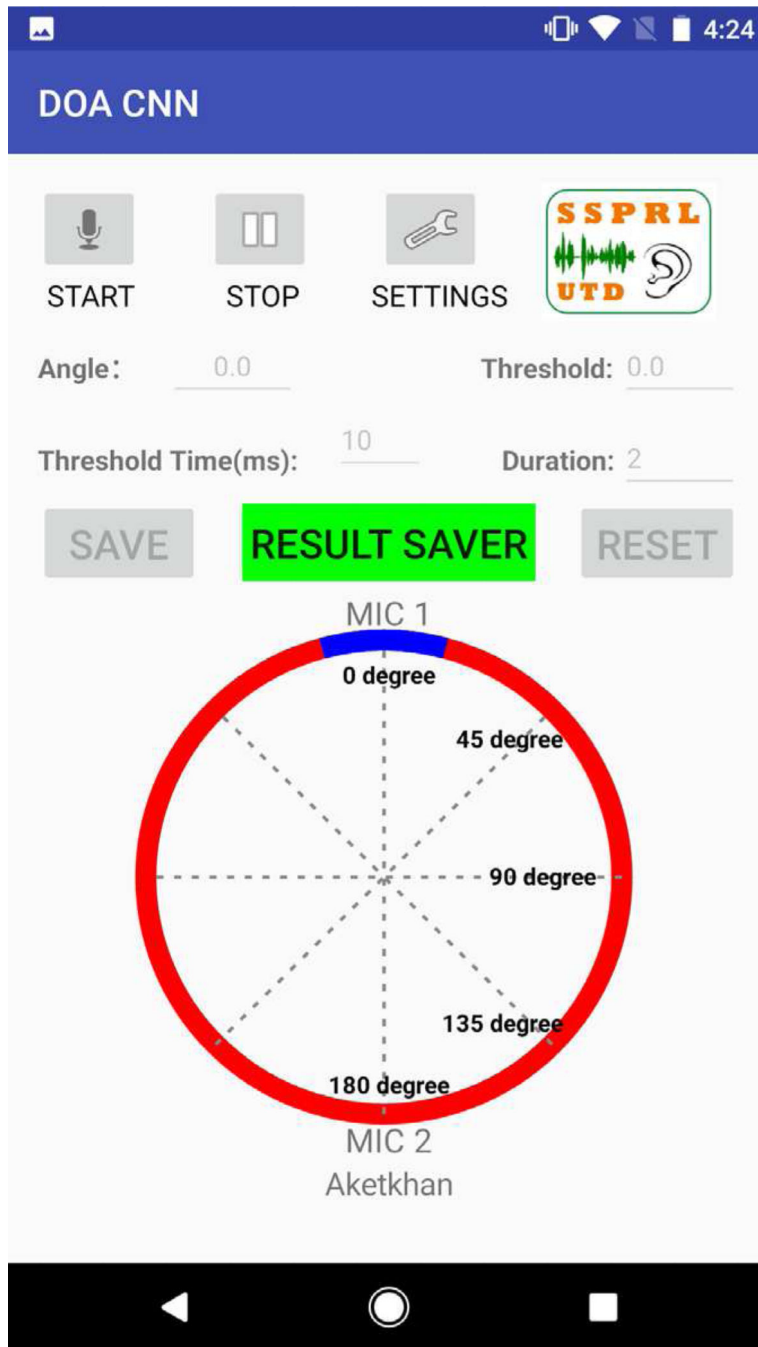 4:24
DOA CNN
SSPRL
UTD
START STOP SETTINGS
Angle: 0.0 Threshold: 0.0
Threshold Time(ms): 10 Duration: 2
SAVE RESULT SAVER RESET
MIC 1
0 degree
45 degree
90 degree
135 degree
180 degree
MIC 2
Aketkhan